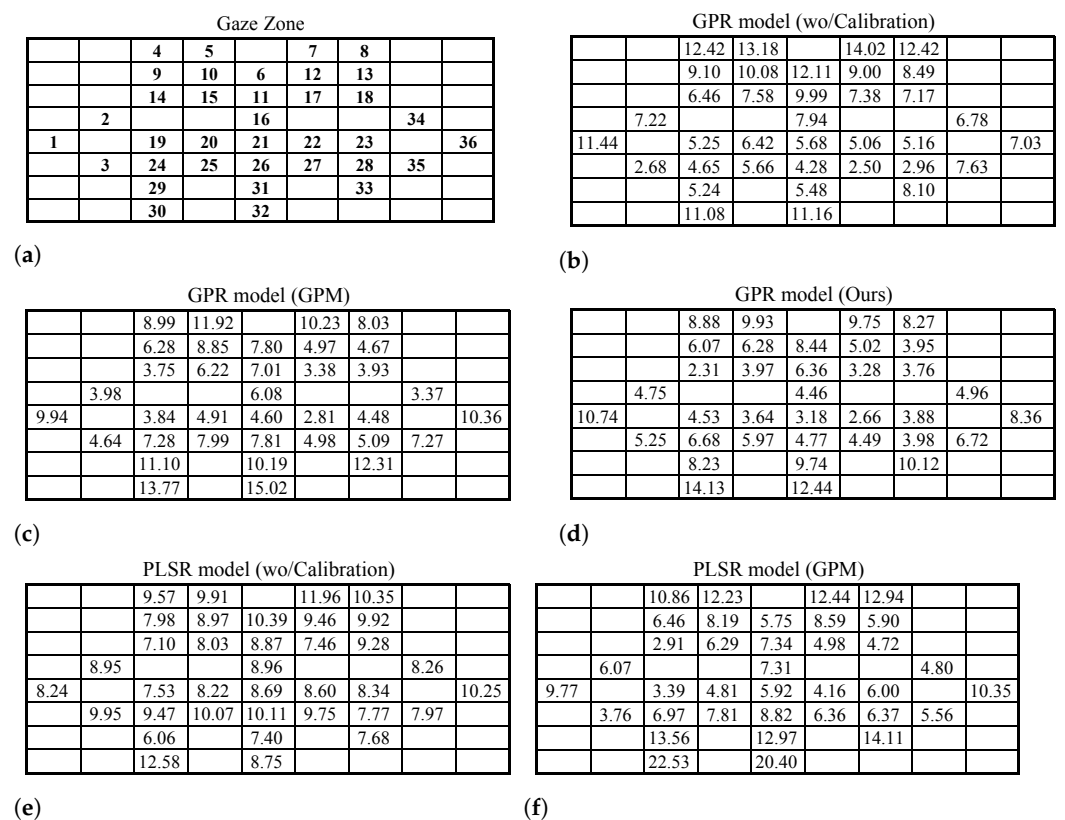 Gaze Zone
4 5 7 8
9 10 6 12 13
14 15 11 17 18
2 16 34
1 19 20 21 22 23 36
3 24 25 26 27 28 35
29 31 33
30 32
(a)
GPR model (wo/Calibration)
12.42 13.18 14.02 12.42
9.10 10.08 12.11 9.00 8.49
6.46 7.58 9.99 7.38 7.17
7.22 7.94 6.78
11.44 5.25 6.42 5.68 5.06 5.16 7.03
2.68 4.65 5.66 4.28 2.50 2.96 7.63
5.24 5.48 8.10
11.08 11.16
(b)
GPR model (GPM)
8.99 11.92 10.23 8.03
6.28 8.85 7.80 4.97 4.67
3.75 6.22 7.01 3.38 3.93
3.98 6.08 3.37
9.94 3.84 4.91 4.60 2.81 4.48 10.36
4.64 7.28 7.99 7.81 4.98 5.09 7.27
11.10 10.19 12.31
13.77 15.02
(c)
GPR model (Ours)
8.88 9.93 9.75 8.27
6.07 6.28 8.44 5.02 3.95
2.31 3.97 6.36 3.28 3.76
4.75 4.46 4.96
10.74 4.53 3.64 3.18 2.66 3.88 8.36
5.25 6.68 5.97 4.77 4.49 3.98 6.72
8.23 9.74 10.12
14.13 12.44
(d)
PLSR model (wo/Calibration)
9.57 9.91 11.96 10.35
7.98 8.97 10.39 9.46 9.92
7.10 8.03 8.87 7.46 9.28
8.95 8.96 8.26
8.24 7.53 8.22 8.69 8.60 8.34 10.25
9.95 9.47 10.07 10.11 9.75 7.77 7.97
6.06 7.40 7.68
12.58 8.75
(e)
PLSR model (GPM)
10.86 12.23 12.44 12.94
6.46 8.19 5.75 8.59 5.90
2.91 6.29 7.34 4.98 4.72
6.07 7.31 4.80
9.77 3.39 4.81 5.92 4.16 6.00 10.35
3.76 6.97 7.81 8.82 6.36 6.37 5.56
13.56 12.97 14.11
22.53 20.40
(f)